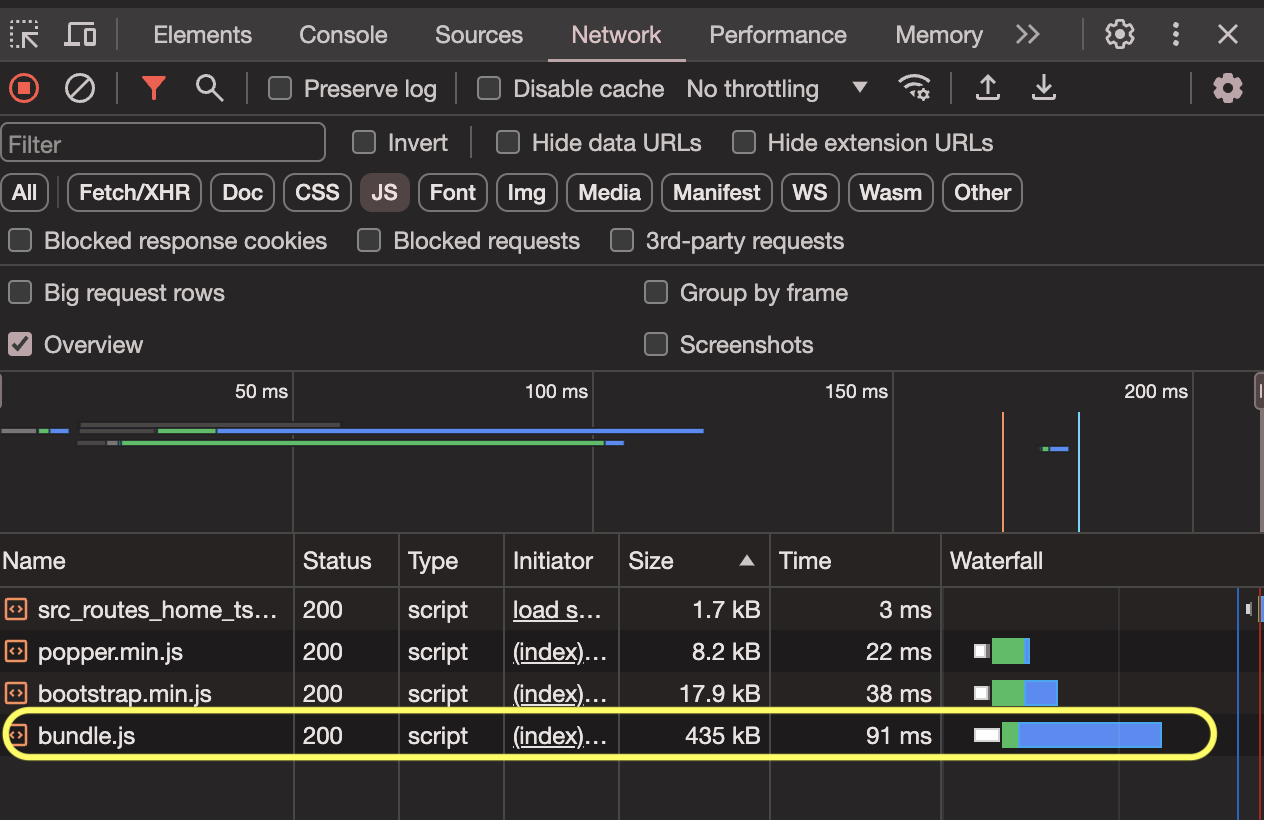 Elements Console Sources Network Performance Memory
Preserve log Disable cache No throttling
Filter Invert Hide data URLs Hide extension URLs
All Fetch/XHR Doc CSS JS Font Img Media Manifest WS Wasm Other
Blocked response cookies Blocked requests 3rd-party requests
Big request rows Group by frame
Overview Screenshots
50 ms 100 ms 150 ms 200 ms
Name Status Type Initiator Size Time Waterfall
src_routes_home_ts… 200 script load s… 1.7 kB 3 ms
popper.min.js 200 script (index)… 8.2 kB 22 ms
bootstrap.min.js 200 script (index)… 17.9 kB 38 ms
bundle.js 200 script (index)… 435 kB 91 ms